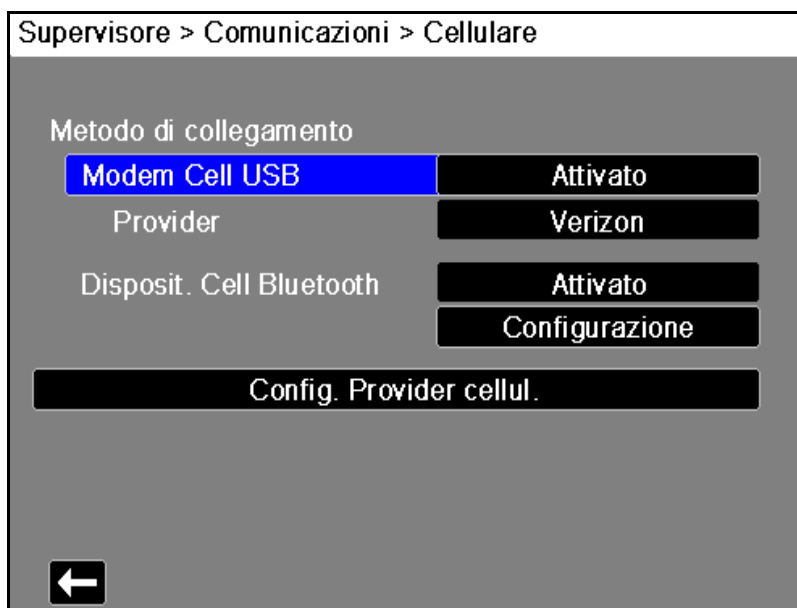 Supervisore > Comunicazioni > Cellulare
Metodo di collegamento
Modem Cell USB Attivato
Provider Verizon
Disposit. Cell Bluetooth Attivato
Configurazione
Config. Provider cellul.